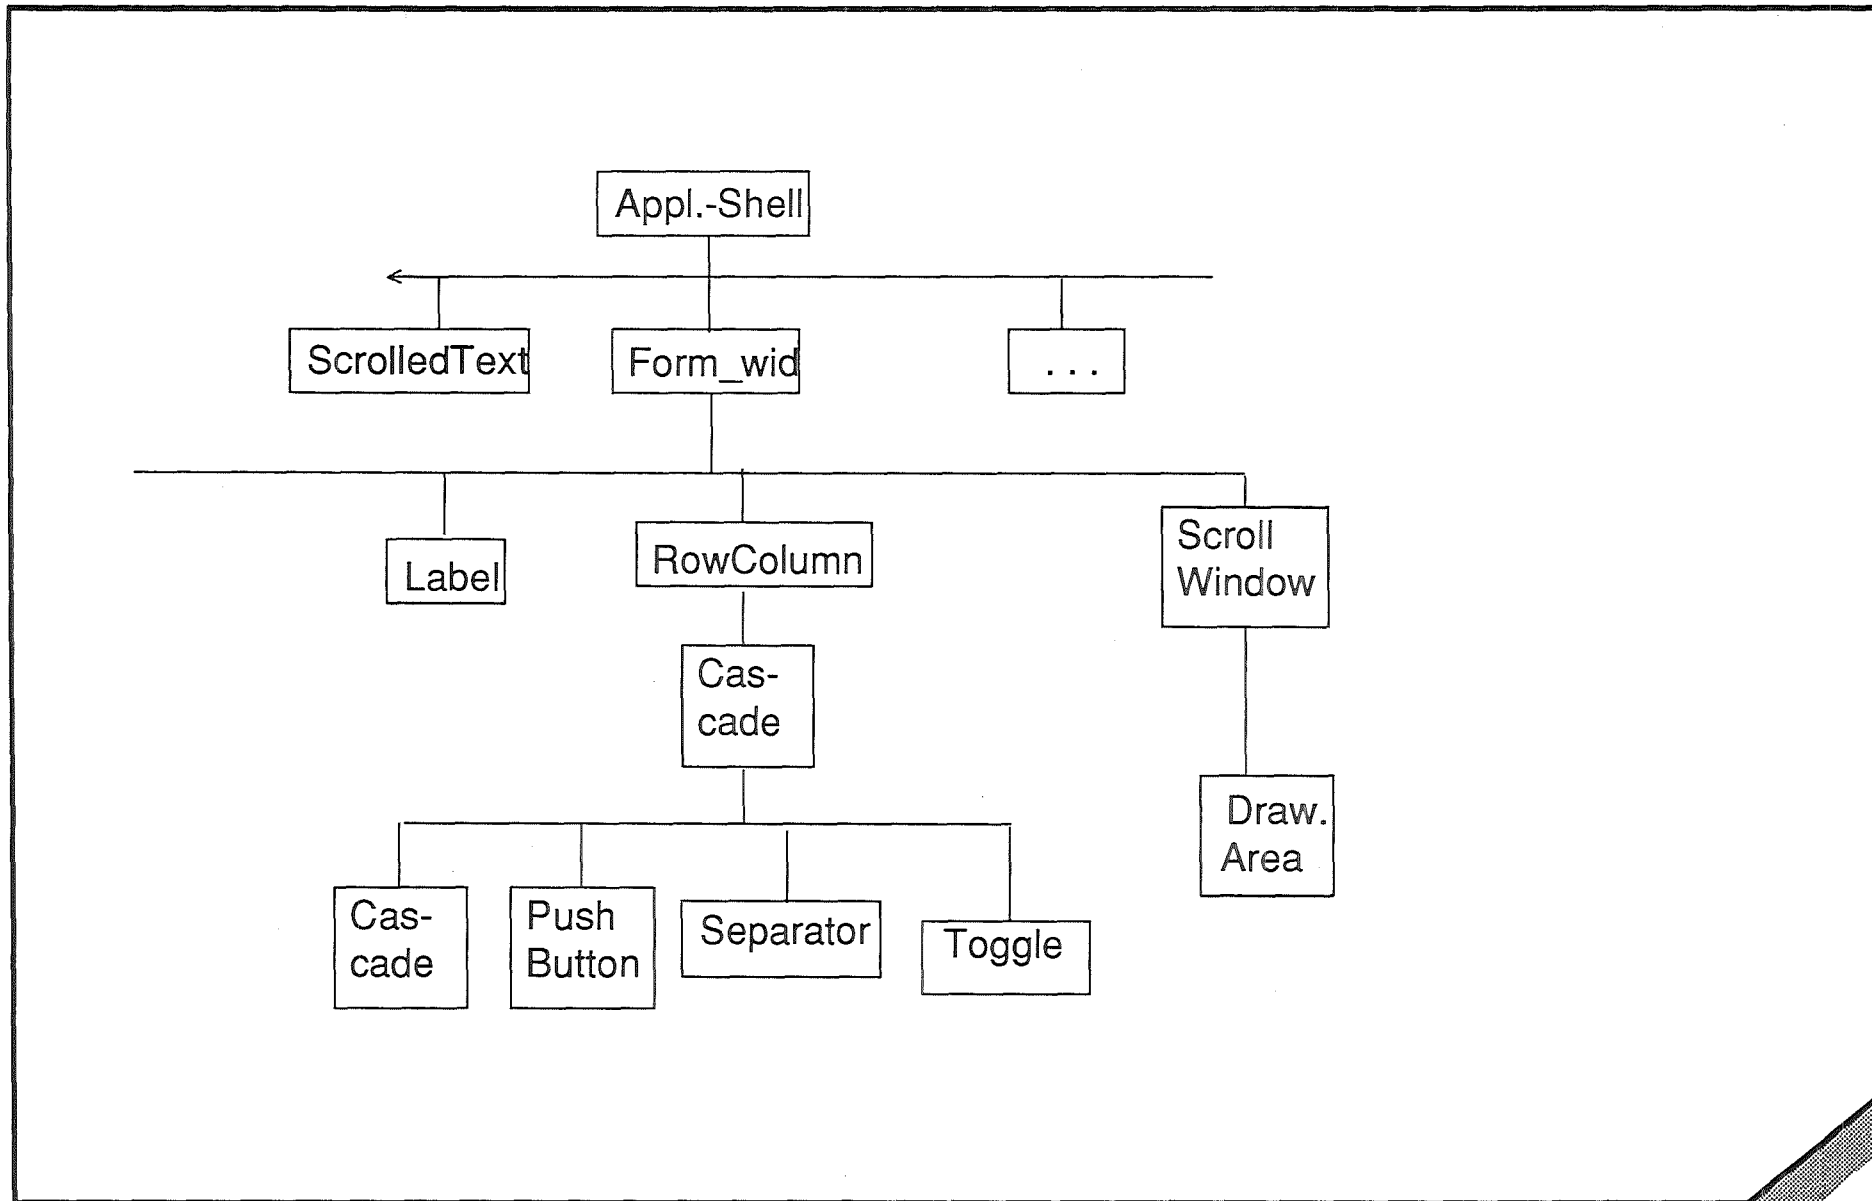 Appl.-Shell
ScrolledText
Form_wid
. . .
Label
RowColumn
Scroll
Window
Cas-
cade
Draw.
Area
Cas-
cade
Push
Button
Separator
Toggle